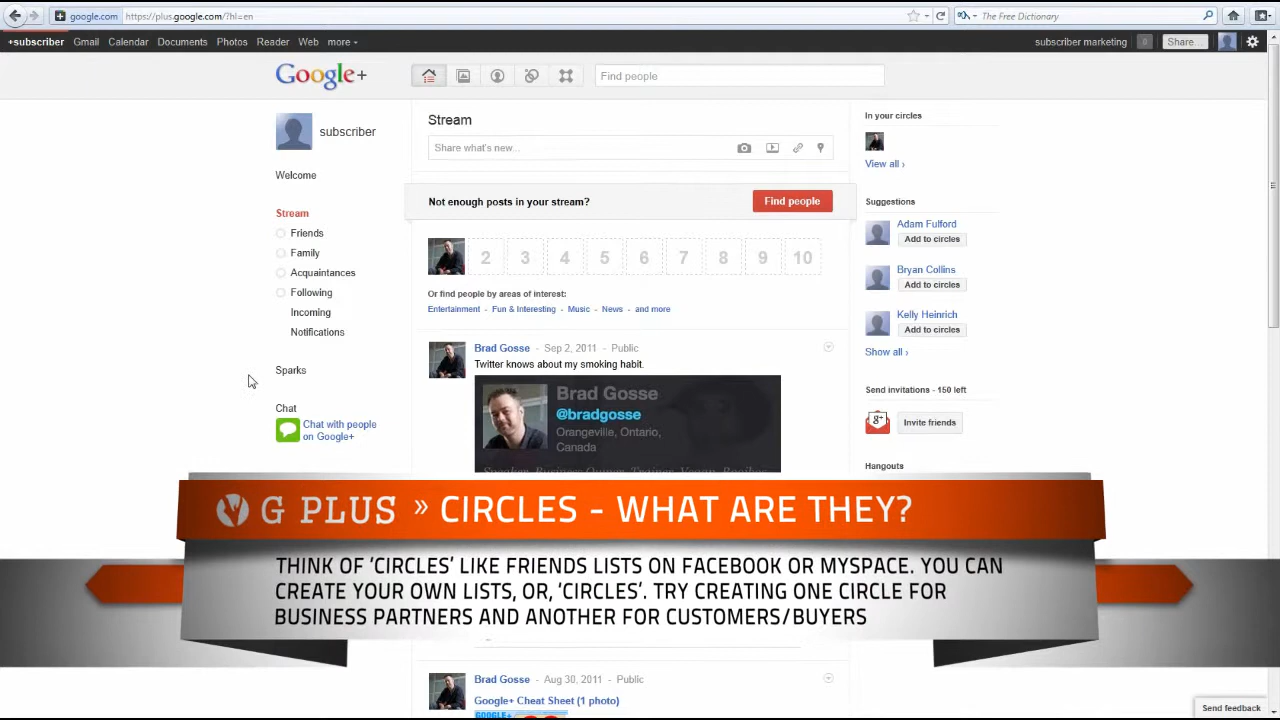 google.com
https://plus.google.com/?hl=en
The Free Dictionary
+subscriber Gmail Calendar Documents Photos Reader Web more
subscriber marketing 0 Share...
Google+
Find people
subscriber
Welcome
Stream
Friends
Family
Acquaintances
Following
Incoming
Notifications
Sparks
Chat
Chat with people
on Google+
Stream
Share what's new...
Not enough posts in your stream?
Find people
2 3 4 5 6 7 8 9 10
Or find people by areas of interest:
Entertainment - Fun & Interesting - Music - News - and more
Brad Gosse - Sep 2, 2011 - Public
Twitter knows about my smoking habit.
Brad Gosse
@bradgosse
Orangeville, Ontario,
Canada
Speaker, Business Owner, Trainer, Vegan, Rooibos
In your circles
View all ›
Suggestions
Adam Fulford
Add to circles
Bryan Collins
Add to circles
Kelly Heinrich
Add to circles
Show all ›
Send invitations - 150 left
g+
Invite friends
Hangouts
G PLUS » CIRCLES - WHAT ARE THEY?
THINK OF 'CIRCLES' LIKE FRIENDS LISTS ON FACEBOOK OR MYSPACE. YOU CAN
CREATE YOUR OWN LISTS, OR, 'CIRCLES'. TRY CREATING ONE CIRCLE FOR
BUSINESS PARTNERS AND ANOTHER FOR CUSTOMERS/BUYERS
Brad Gosse - Aug 30, 2011 - Public
Google+ Cheat Sheet (1 photo)
GOOGLE+
Send feedback